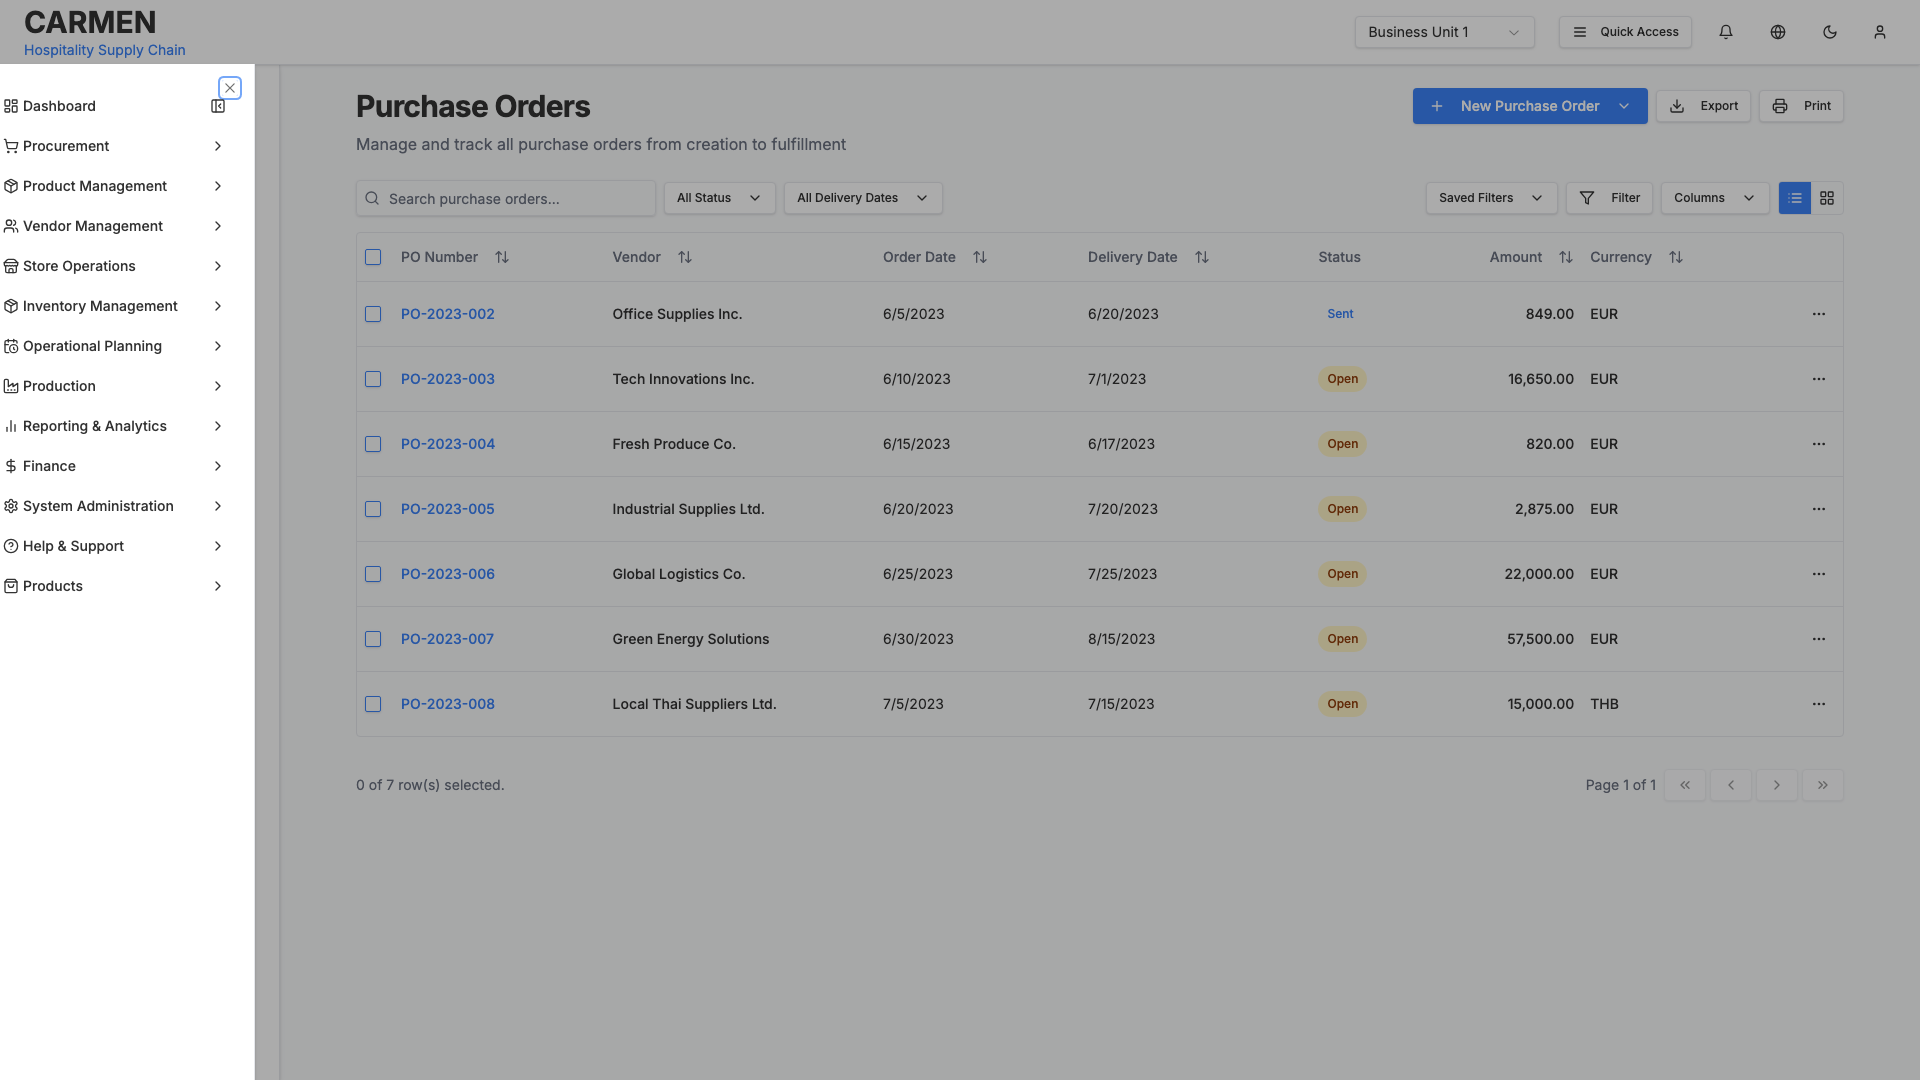 CARMEN
Hospitality Supply Chain
Business Unit 1
Quick Access
Dashboard
Procurement
Product Management
Vendor Management
Store Operations
Inventory Management
Operational Planning
Production
Reporting & Analytics
Finance
System Administration
Help & Support
Products
Purchase Orders
Manage and track all purchase orders from creation to fulfillment
New Purchase Order
Export
Print
Search purchase orders...
All Status
All Delivery Dates
Saved Filters
Filter
Columns
PO Number Vendor Order Date Delivery Date Status Amount Currency
PO-2023-002 Office Supplies Inc. 6/5/2023 6/20/2023 Sent 849.00 EUR
PO-2023-003 Tech Innovations Inc. 6/10/2023 7/1/2023 Open 16,650.00 EUR
PO-2023-004 Fresh Produce Co. 6/15/2023 6/17/2023 Open 820.00 EUR
PO-2023-005 Industrial Supplies Ltd. 6/20/2023 7/20/2023 Open 2,875.00 EUR
PO-2023-006 Global Logistics Co. 6/25/2023 7/25/2023 Open 22,000.00 EUR
PO-2023-007 Green Energy Solutions 6/30/2023 8/15/2023 Open 57,500.00 EUR
PO-2023-008 Local Thai Suppliers Ltd. 7/5/2023 7/15/2023 Open 15,000.00 THB
0 of 7 row(s) selected.
Page 1 of 1